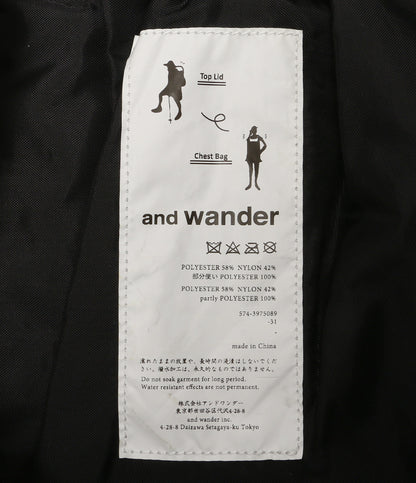 Top Lid
Chest Bag
and wander
POLYESTER 58% NYLON 42%
部分使い POLYESTER 100%
POLYESTER 58% NYLON 42%
partly POLYESTER 100%
574-3975089
-31
made in China
濡れたままの放置や、長時間の浸漬はしないでください。
撥水加工は、永久的なものではありません。
Do not soak garment for long period.
Water resistant effects are not permanent.
株式会社アンドワンダー
東京都世田谷区代沢4-28-8
and wander inc.
4-28-8 Daizawa Setagaya-ku Tokyo